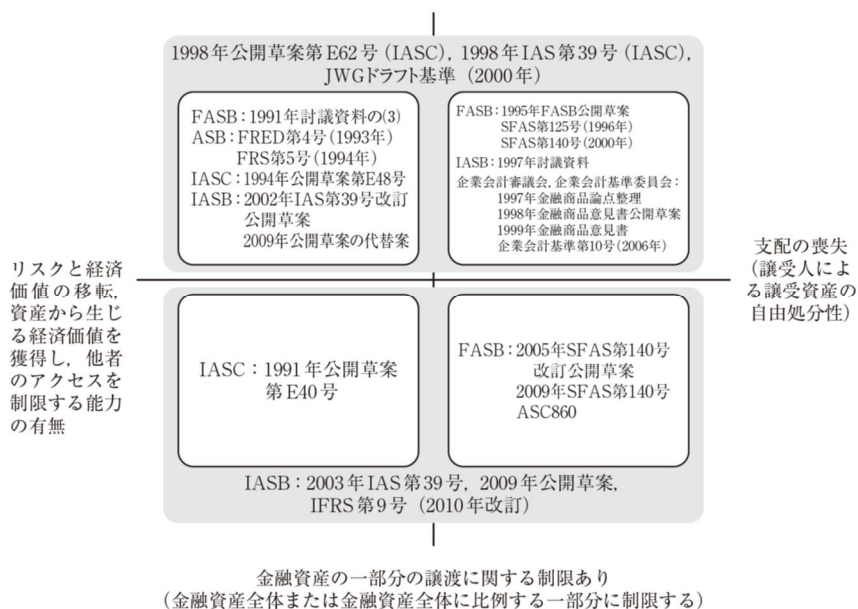 1998年公開草案第E62号 (IASC), 1998年IAS第39号 (IASC),
JWGドラフト基準 (2000年)
FASB:1991年討議資料の(3)
ASB:FRED第4号(1993年)
FRS第5号(1994年)
IASC:1994年公開草案第E48号
IASB:2002年IAS第39号改訂
公開草案
2009年公開草案の代替案
FASB:1995年FASB公開草案
SFAS第125号(1996年)
SFAS第140号(2000年)
IASB:1997年討議資料
企業会計審議会, 企業会計基準委員会:
1997年金融商品論点整理
1998年金融商品意見書公開草案
1999年金融商品意見書
企業会計基準第10号(2006年)
リスクと経済
価値の移転,
資産から生じ
る経済価値を
獲得し, 他者
のアクセスを
制限する能力
の有無
支配の喪失
(譲受人によ
る譲受資産の
自由処分性)
IASC:1991年公開草案
第E40号
FASB:2005年SFAS第140号
改訂公開草案
2009年SFAS第140号
ASC860
IASB:2003年IAS第39号, 2009年公開草案,
IFRS第9号 (2010年改訂)
金融資産の一部分の譲渡に関する制限あり
(金融資産全体または金融資産全体に比例する一部分に制限する)